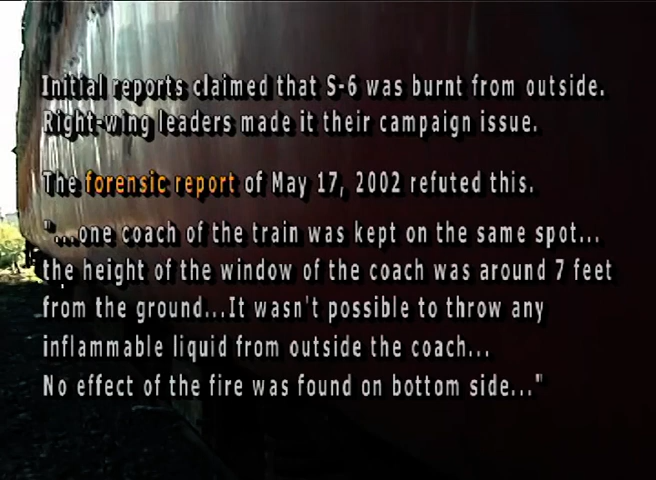 Initial reports claimed that S-6 was burnt from outside.
Right-wing leaders made it their campaign issue.
The forensic report of May 17, 2002 refuted this.
"...one coach of the train was kept on the same spot...
the height of the window of the coach was around 7 feet
from the ground...It wasn't possible to throw any
inflammable liquid from outside the coach...
No effect of the fire was found on bottom side..."